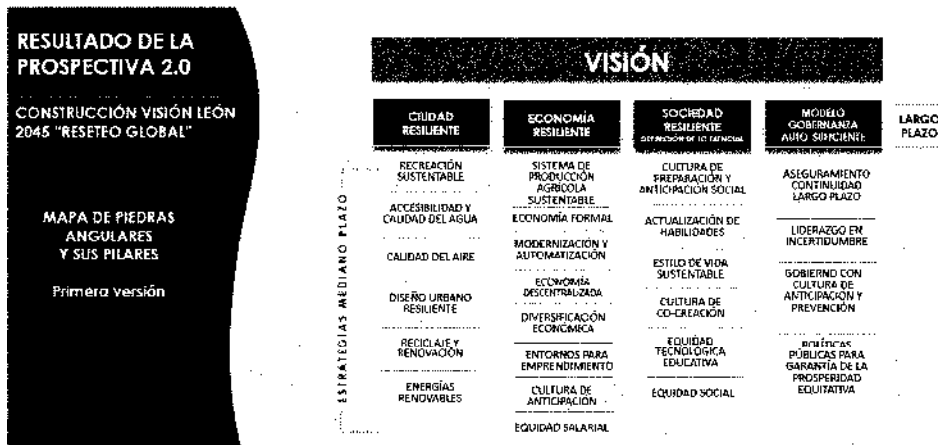 RESULTADO DE LA
PROSPECTIVA 2.0
CONSTRUCCIÓN VISIÓN LEÓN
2045 "RESETEO GLOBAL"
MAPA DE PIEDRAS
ANGULARES
Y SUS PILARES
Primera versión
VISIÓN
LARGO
PLAZO
ESTRATEGIAS MEDIANO PLAZO
CIUDAD
RESILIENTE
RECREACIÓN
SUSTENTABLE
ACCESIBILIDAD Y
CALIDAD DEL AGUA
CALIDAD DEL AIRE
DISEÑO URBANO
RESILIENTE
RECICLAJE Y
RENOVACIÓN
ENERGÍAS
RENOVABLES
ECONOMÍA
RESILIENTE
SISTEMA DE
PRODUCCIÓN
AGRÍCOLA
SUSTENTABLE
ECONOMÍA FORMAL
MODERNIZACIÓN Y
AUTOMATIZACIÓN
ECONOMÍA
DESCENTRALIZADA
DIVERSIFICACIÓN
ECONÓMICA
ENTORNOS PARA
EMPRENDIMIENTO
CULTURA DE
ANTICIPACIÓN
EQUIDAD SALARIAL
SOCIEDAD
RESILIENTE
CULTURA DE
PREPARACIÓN Y
ANTICIPACIÓN SOCIAL
ACTUALIZACIÓN DE
HABILIDADES
ESTILO DE VIDA
SUSTENTABLE
CULTURA DE
CO-CREACIÓN
EQUIDAD
TECNOLÓGICA
EDUCATIVA
EQUIDAD SOCIAL
MODELO
GOBERNANZA
AUTO SUFICIENTE
ASEGURAMIENTO
CONTINUIDAD
LARGO PLAZO
LIDERAZGO EN
INCERTIDUMBRE
GOBIERNO CON
CULTURA DE
ANTICIPACIÓN Y
PREVENCIÓN
POLÍTICAS
PÚBLICAS PARA
GARANTÍA DE LA
PROSPERIDAD
EQUITATIVA